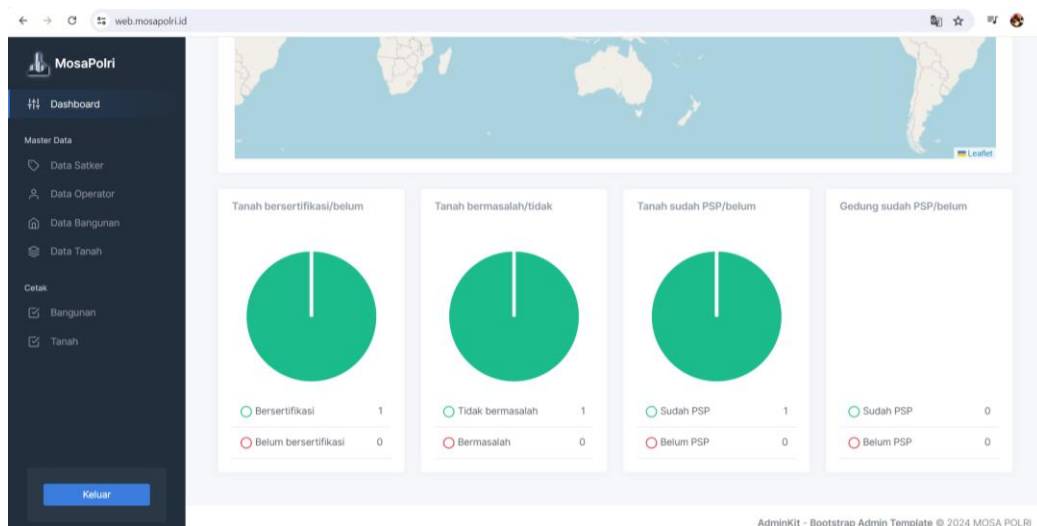 web.mosapolri.id
MosaPolri
Dashboard
Master Data
Data Satker
Data Operator
Data Bangunan
Data Tanah
Cetak
Bangunan
Tanah
Keluar
Leaflet
Tanah bersertifikasi/belum
Bersertifikasi 1
Belum bersertifikasi 0
Tanah bermasalah/tidak
Tidak bermasalah 1
Bermasalah 0
Tanah sudah PSP/belum
Sudah PSP 1
Belum PSP 0
Gedung sudah PSP/belum
Sudah PSP 0
Belum PSP 0
AdminKit - Bootstrap Admin Template © 2024 MOSA POLRI